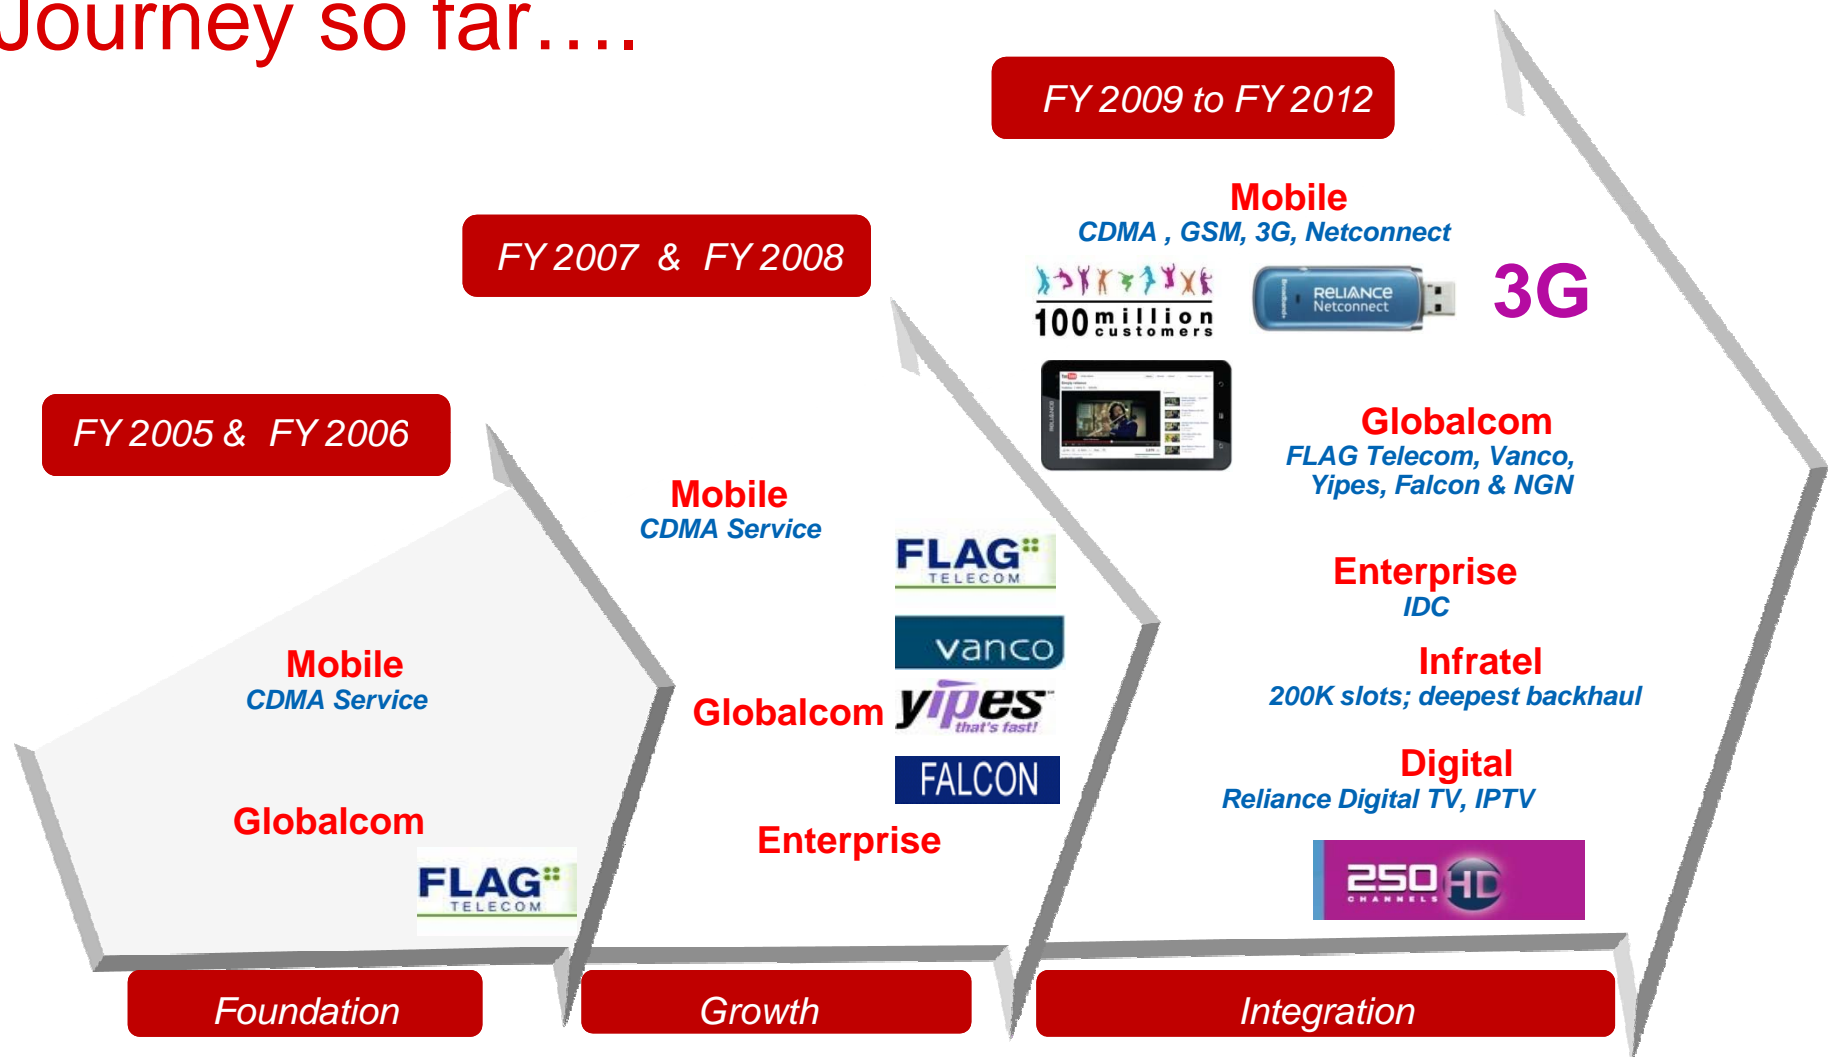 Journey so far....
FY 2009 to FY 2012
Mobile
CDMA , GSM, 3G, Netconnect
100 million customers
Broadband+
RELIANCE
Netconnect
3G
RELIANCE
Globalcom
FLAG Telecom, Vanco,
Yipes, Falcon & NGN
Enterprise
IDC
Infratel
200K slots; deepest backhaul
Digital
Reliance Digital TV, IPTV
250 HD
CHANNELS
Integration
FY 2007 & FY 2008
Mobile
CDMA Service
FLAG
TELECOM
vanco
Globalcom
yipes
that's fast!
FALCON
Enterprise
Growth
FY 2005 & FY 2006
Mobile
CDMA Service
Globalcom
FLAG
TELECOM
Foundation